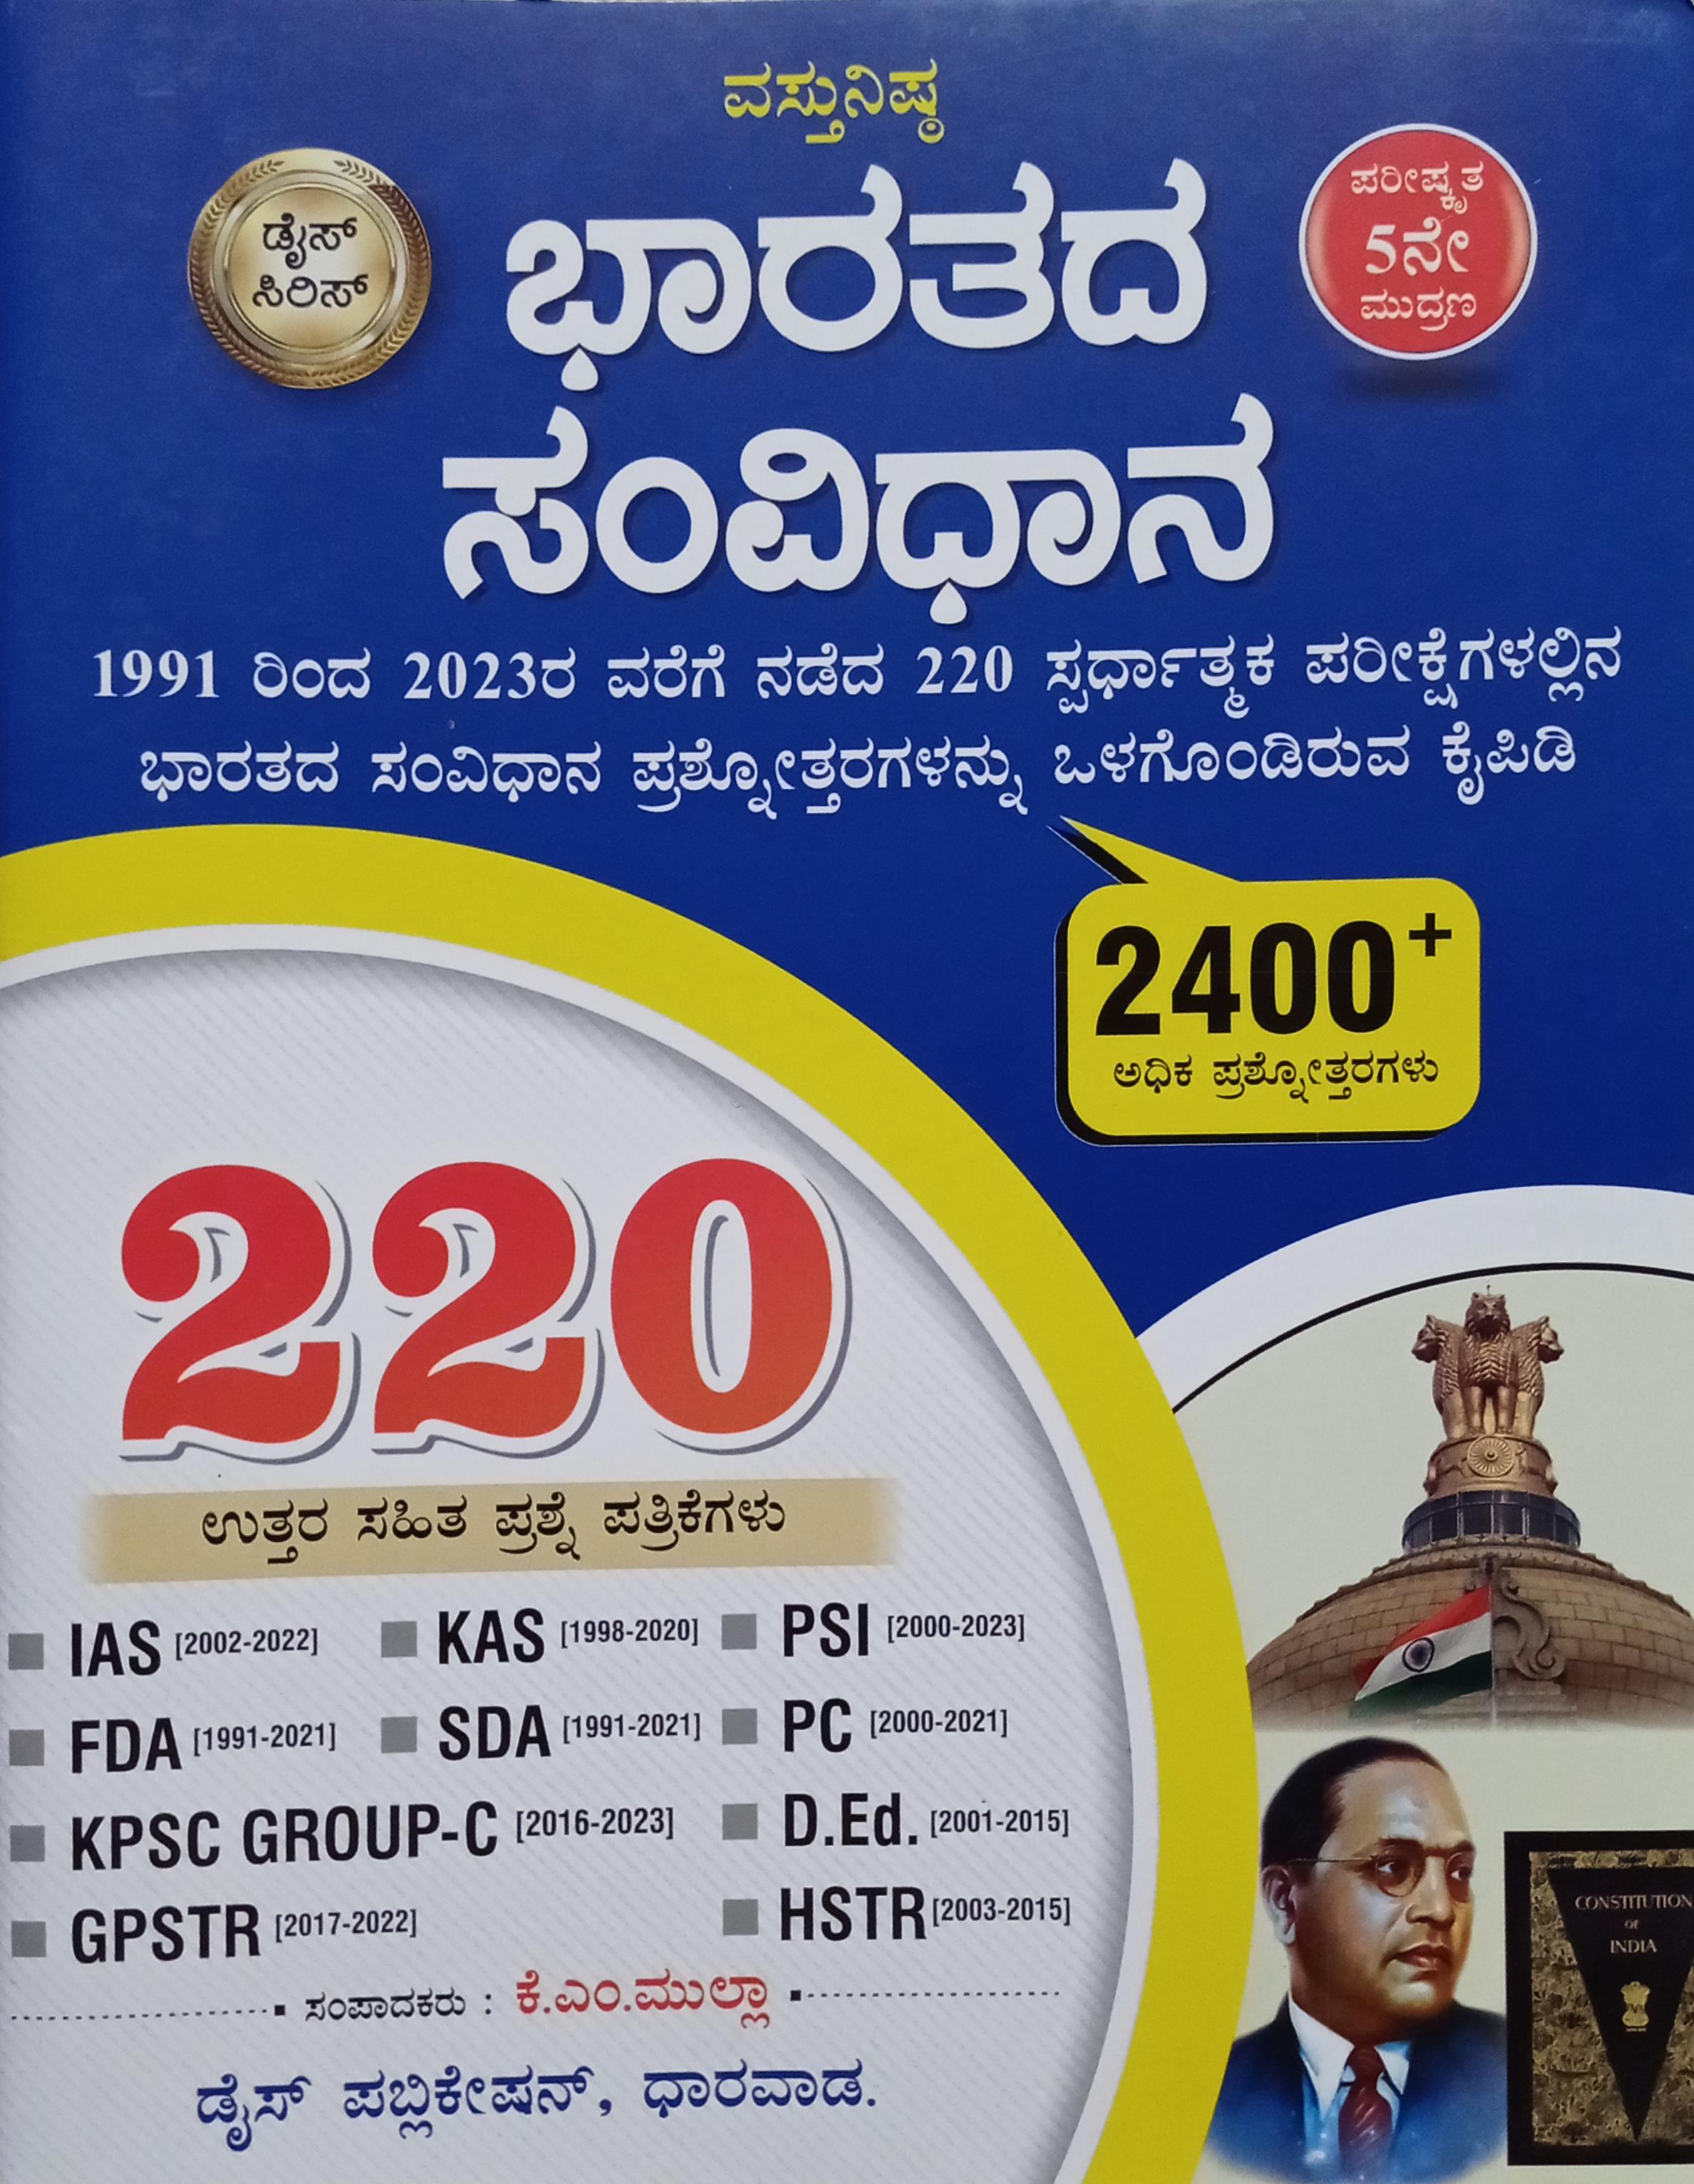 ವಸ್ತುನಿಷ್ಠ
ಡೈಸ್
ಸಿರಿಸ್
ಭಾರತದ
ಪರೀಷ್ಕೃತ
5ನೇ
ಮುದ್ರಣ
ಸಂವಿಧಾನ
1991 ರಿಂದ 2023ರ ವರೆಗೆ ನಡೆದ 220 ಸ್ಪರ್ಧಾತ್ಮಕ ಪರೀಕ್ಷೆಗಳಲ್ಲಿನ
ಭಾರತದ ಸಂವಿಧಾನ ಪ್ರಶ್ನೋತ್ತರಗಳನ್ನು ಒಳಗೊಂಡಿರುವ ಕೈಪಿಡಿ
2400+
ಅಧಿಕ ಪ್ರಶ್ನೋತ್ತರಗಳು
220
ಉತ್ತರ ಸಹಿತ ಪ್ರಶ್ನೆ ಪತ್ರಿಕೆಗಳು
IAS [2002-2022] KAS [1998-2020] PSI [2000-2023]
FDA [1991-2021] SDA [1991-2021] PC [2000-2021]
KPSC GROUP-C [2016-2023] D.Ed. [2001-2015]
GPSTR [2017-2022] HSTR [2003-2015]
ಸಂಪಾದಕರು : ಕೆ.ಎಂ.ಮುಲ್ಲಾ
ಡೈಸ್ ಪಬ್ಲಿಕೇಷನ್, ಧಾರವಾಡ.
CONSTITUTION
OF
INDIA